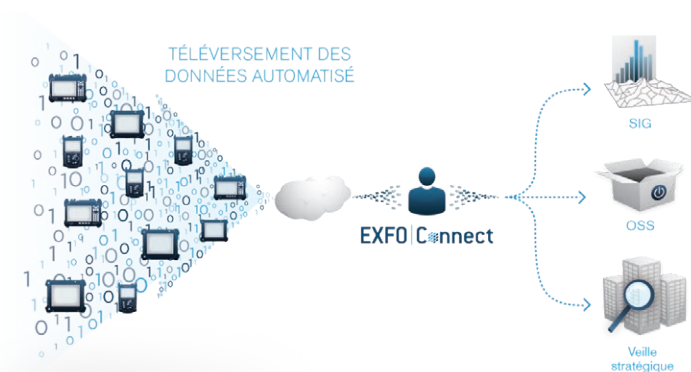 TÉLÉVERSEMENT DES
DONNÉES AUTOMATISÉ
EXFO Connect
SIG
OSS
Veille
stratégique